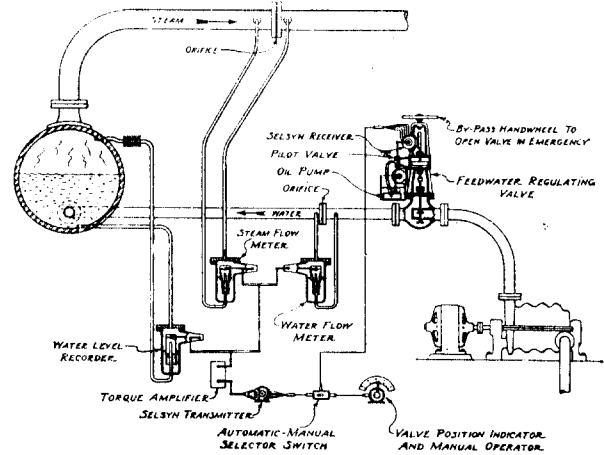 STEAM
ORIFICE
SELSYN RECEIVER
PILOT VALVE
OIL PUMP
ORIFICE
BY-PASS HANDWHEEL TO
OPEN VALVE IN EMERGENCY
FEEDWATER REGULATING
VALVE
WATER
STEAM FLOW
METER
WATER FLOW
METER
WATER LEVEL
RECORDER
TORQUE AMPLIFIER
SELSYN TRANSMITTER
AUTOMATIC-MANUAL
SELECTOR SWITCH
VALVE POSITION INDICATOR
AND MANUAL OPERATOR